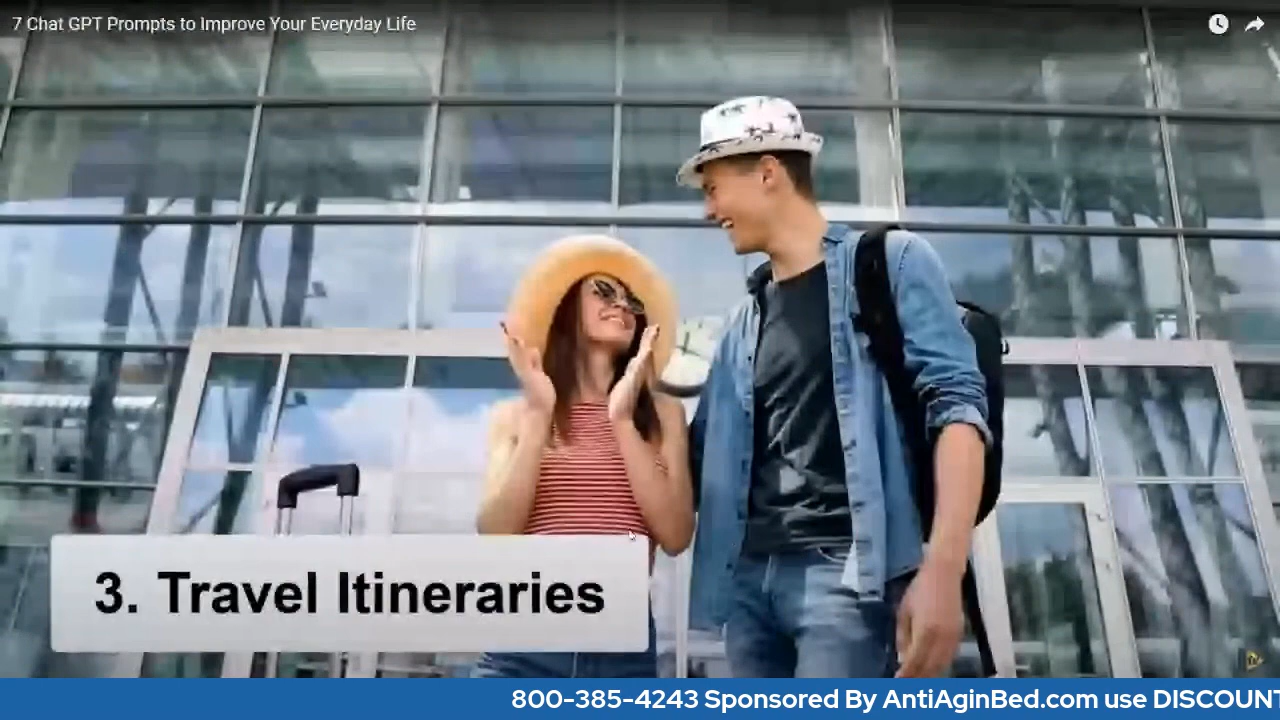 7 Chat GPT Prompts to Improve Your Everyday Life
3. Travel Itineraries
800-385-4243 Sponsored By AntiAginBed.com use DISCOUNT